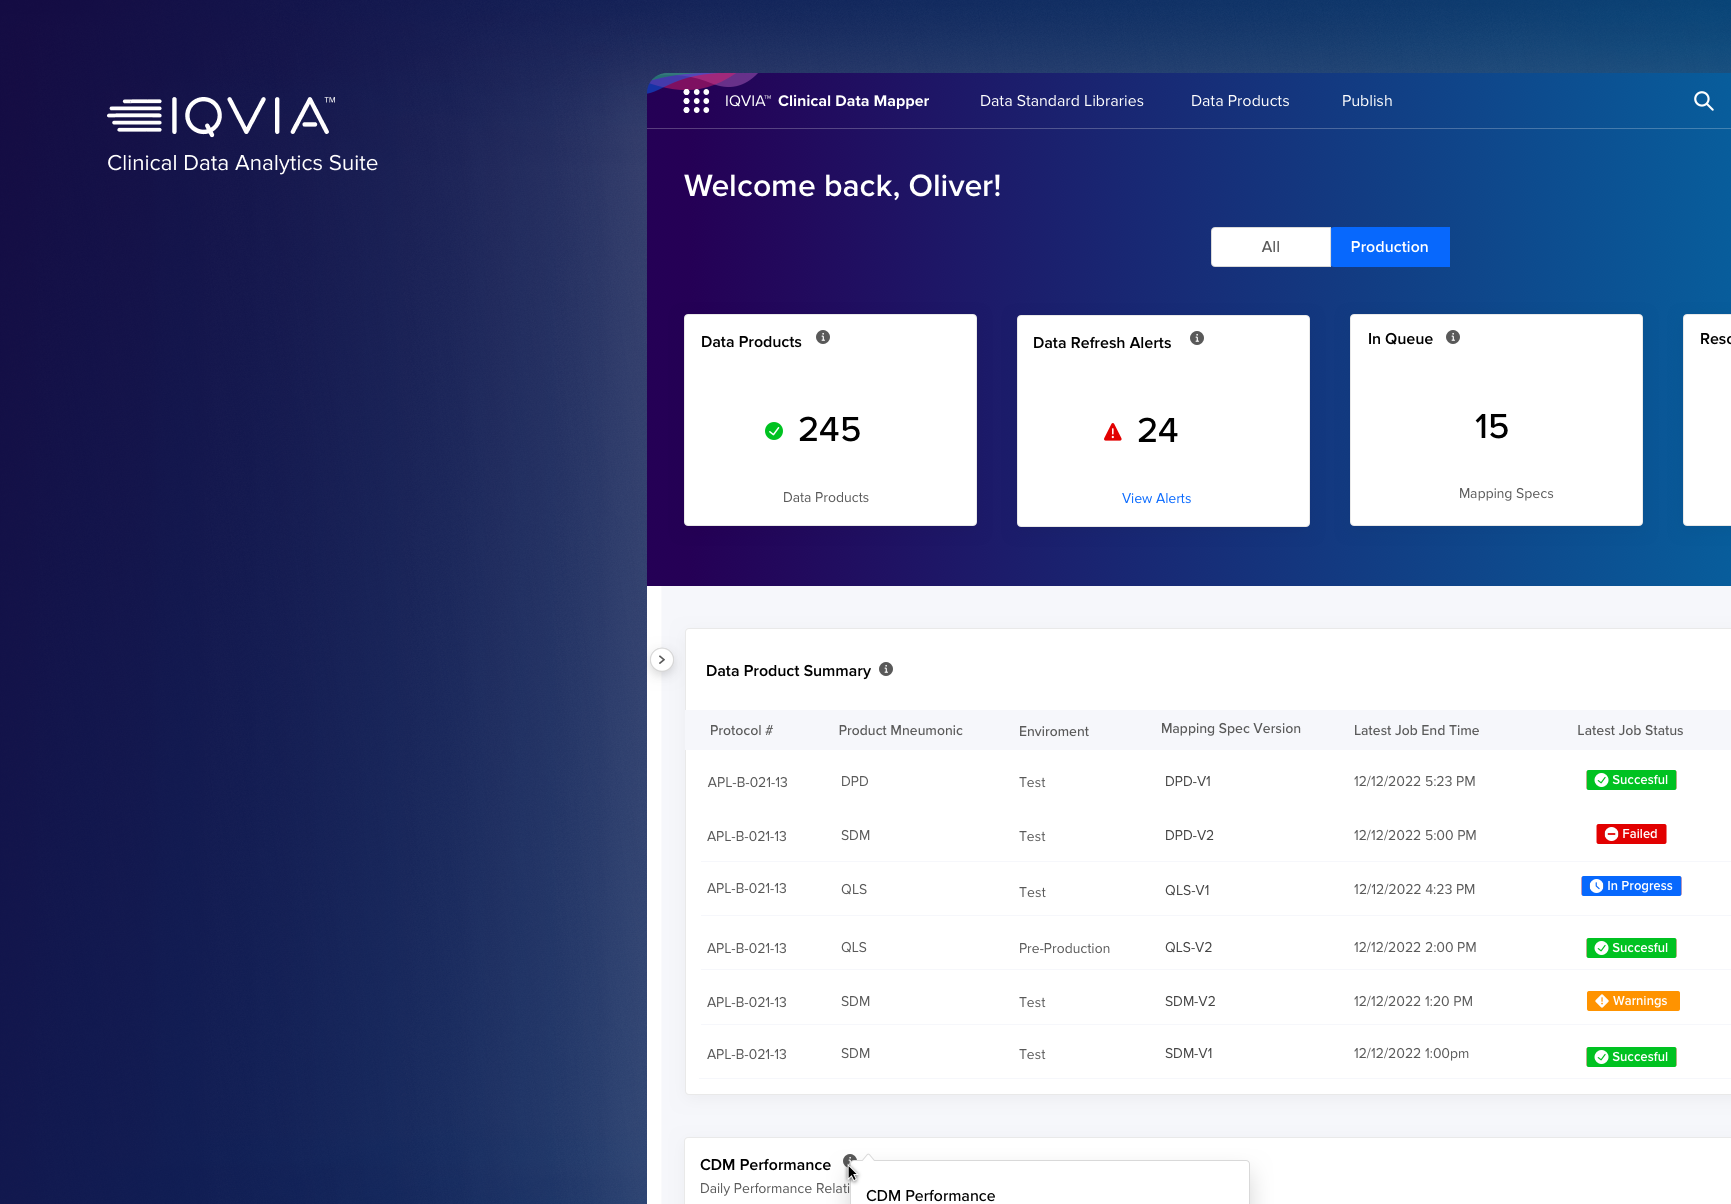 IQVIA™
Clinical Data Analytics Suite
IQVIA™ Clinical Data Mapper
Data Standard Libraries
Data Products
Publish
Welcome back, Oliver!
All
Production
Data Products
245
Data Products
Data Refresh Alerts
24
View Alerts
In Queue
15
Mapping Specs
Data Product Summary
Protocol # Product Mnemonic Enviroment Mapping Spec Version Latest Job End Time Latest Job Status
APL-B-021-13 DPD Test DPD-V1 12/12/2022 5:23 PM Succesful
APL-B-021-13 SDM Test DPD-V2 12/12/2022 5:00 PM Failed
APL-B-021-13 QLS Test QLS-V1 12/12/2022 4:23 PM In Progress
APL-B-021-13 QLS Pre-Production QLS-V2 12/12/2022 2:00 PM Succesful
APL-B-021-13 SDM Test SDM-V2 12/12/2022 1:20 PM Warnings
APL-B-021-13 SDM Test SDM-V1 12/12/2022 1:00pm Succesful
CDM Performance
Daily Performance
CDM Performance